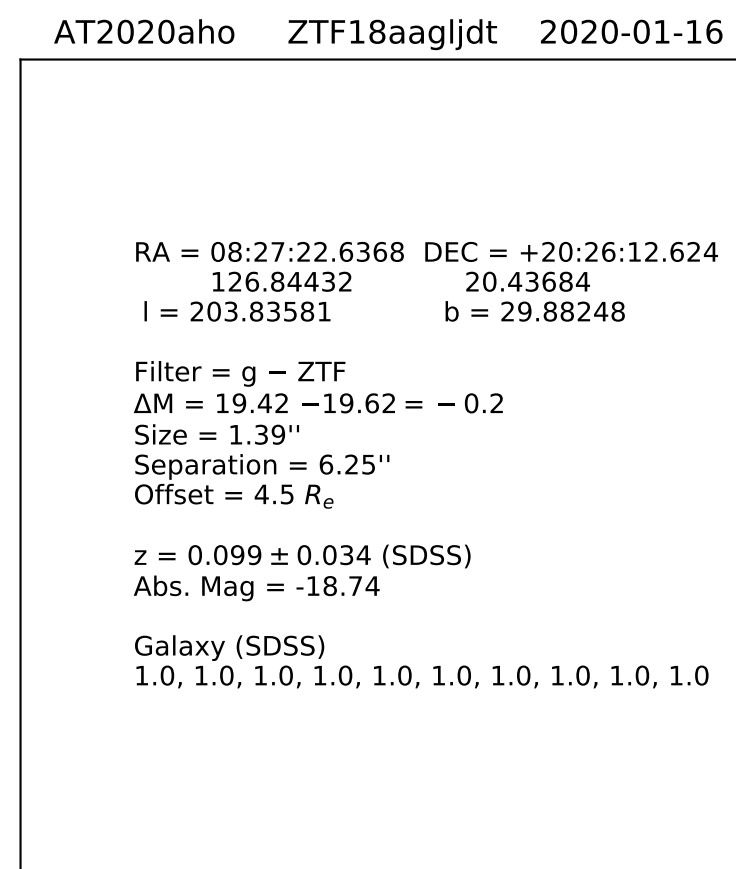 AT2020aho ZTF18aagljdt 2020-01-16
RA = 08:27:22.6368 DEC = +20:26:12.624
126.84432 20.43684
l = 203.83581 b = 29.88248
Filter = g − ZTF
ΔM = 19.42 −19.62 = − 0.2
Size = 1.39''
Separation = 6.25''
Offset = 4.5 Re
z = 0.099 ± 0.034 (SDSS)
Abs. Mag = -18.74
Galaxy (SDSS)
1.0, 1.0, 1.0, 1.0, 1.0, 1.0, 1.0, 1.0, 1.0, 1.0